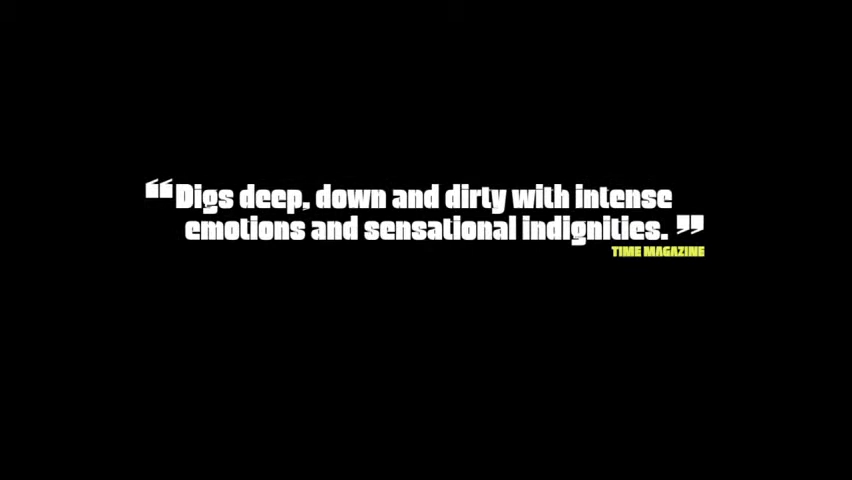 “Digs deep, down and dirty with intense
emotions and sensational indignities.”
TIME MAGAZINE